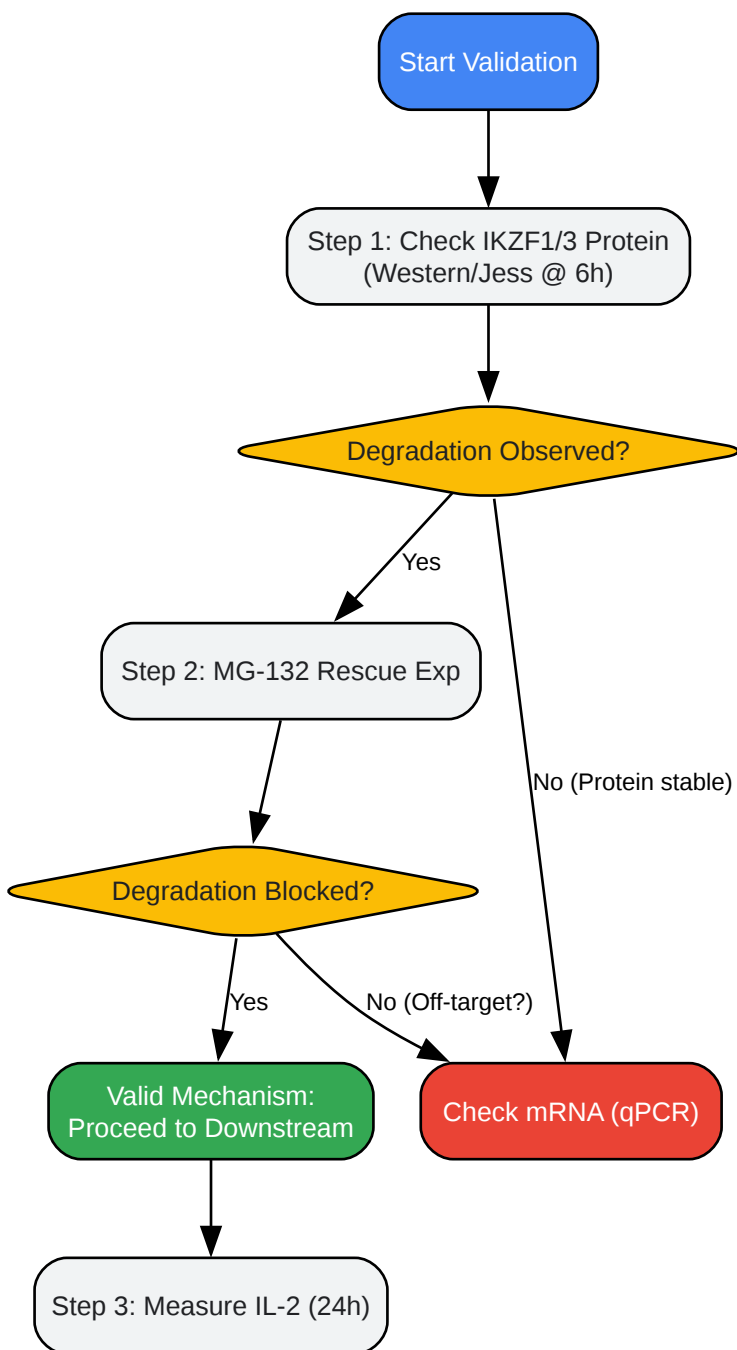 Start Validation
Step 1: Check IKZF1/3 Protein
(Western/Jess @ 6h)
Degradation Observed?
Yes
Step 2: MG-132 Rescue Exp
No (Protein stable)
Degradation Blocked?
Yes
No (Off-target?)
Valid Mechanism:
Proceed to Downstream
Check mRNA (qPCR)
Step 3: Measure IL-2 (24h)